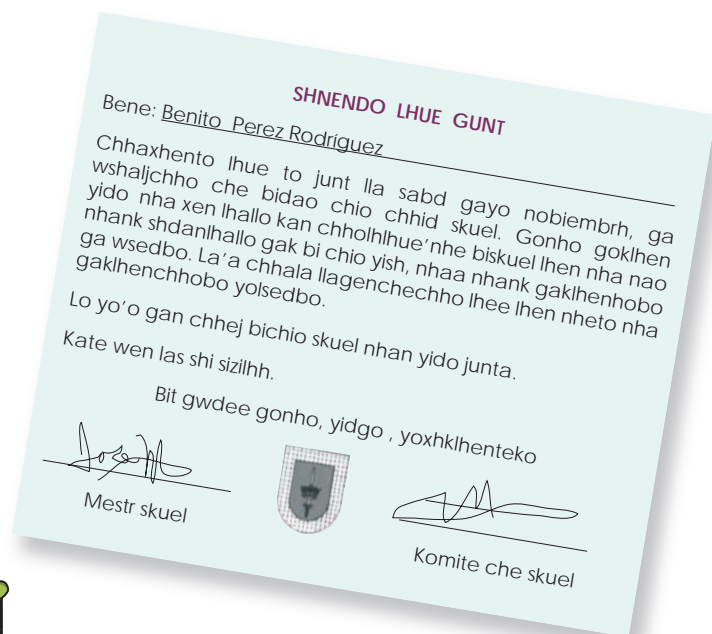 SHNENDO LHUE GUNT
Bene: Benito Perez Rodríguez
Chhaxhento lhue to junt lla sabd gayo nobiembrh, ga
wshaljchho che bidao chio chhid skuel. Gonho goklhen
yido nha xen lhallo kan chholhlhue'nhe biskuel lhen nha nao
nhank shdanlhallo gak bi chio yish, nhaa nhank gaklhenhobo
ga wsedbo. La'a chhala llagenchechho lhee lhen nheto nha
gaklhenchhobo yolsedbo.
Lo yo'o gan chhej bichio skuel nhan yido junta.
Kate wen las shi sizilhh.
Bit gwdee gonho, yidgo , yoxhklhenteko
Mestr skuel
Komite che skuel